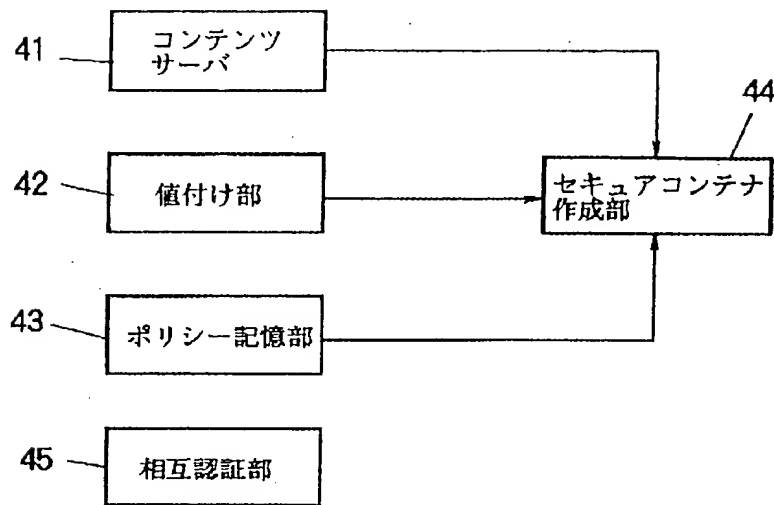 41
コンテンツ
サーバ
44
42
値付け部
セキュアコンテナ
作成部
43
ポリシー記憶部
45
相互認証部